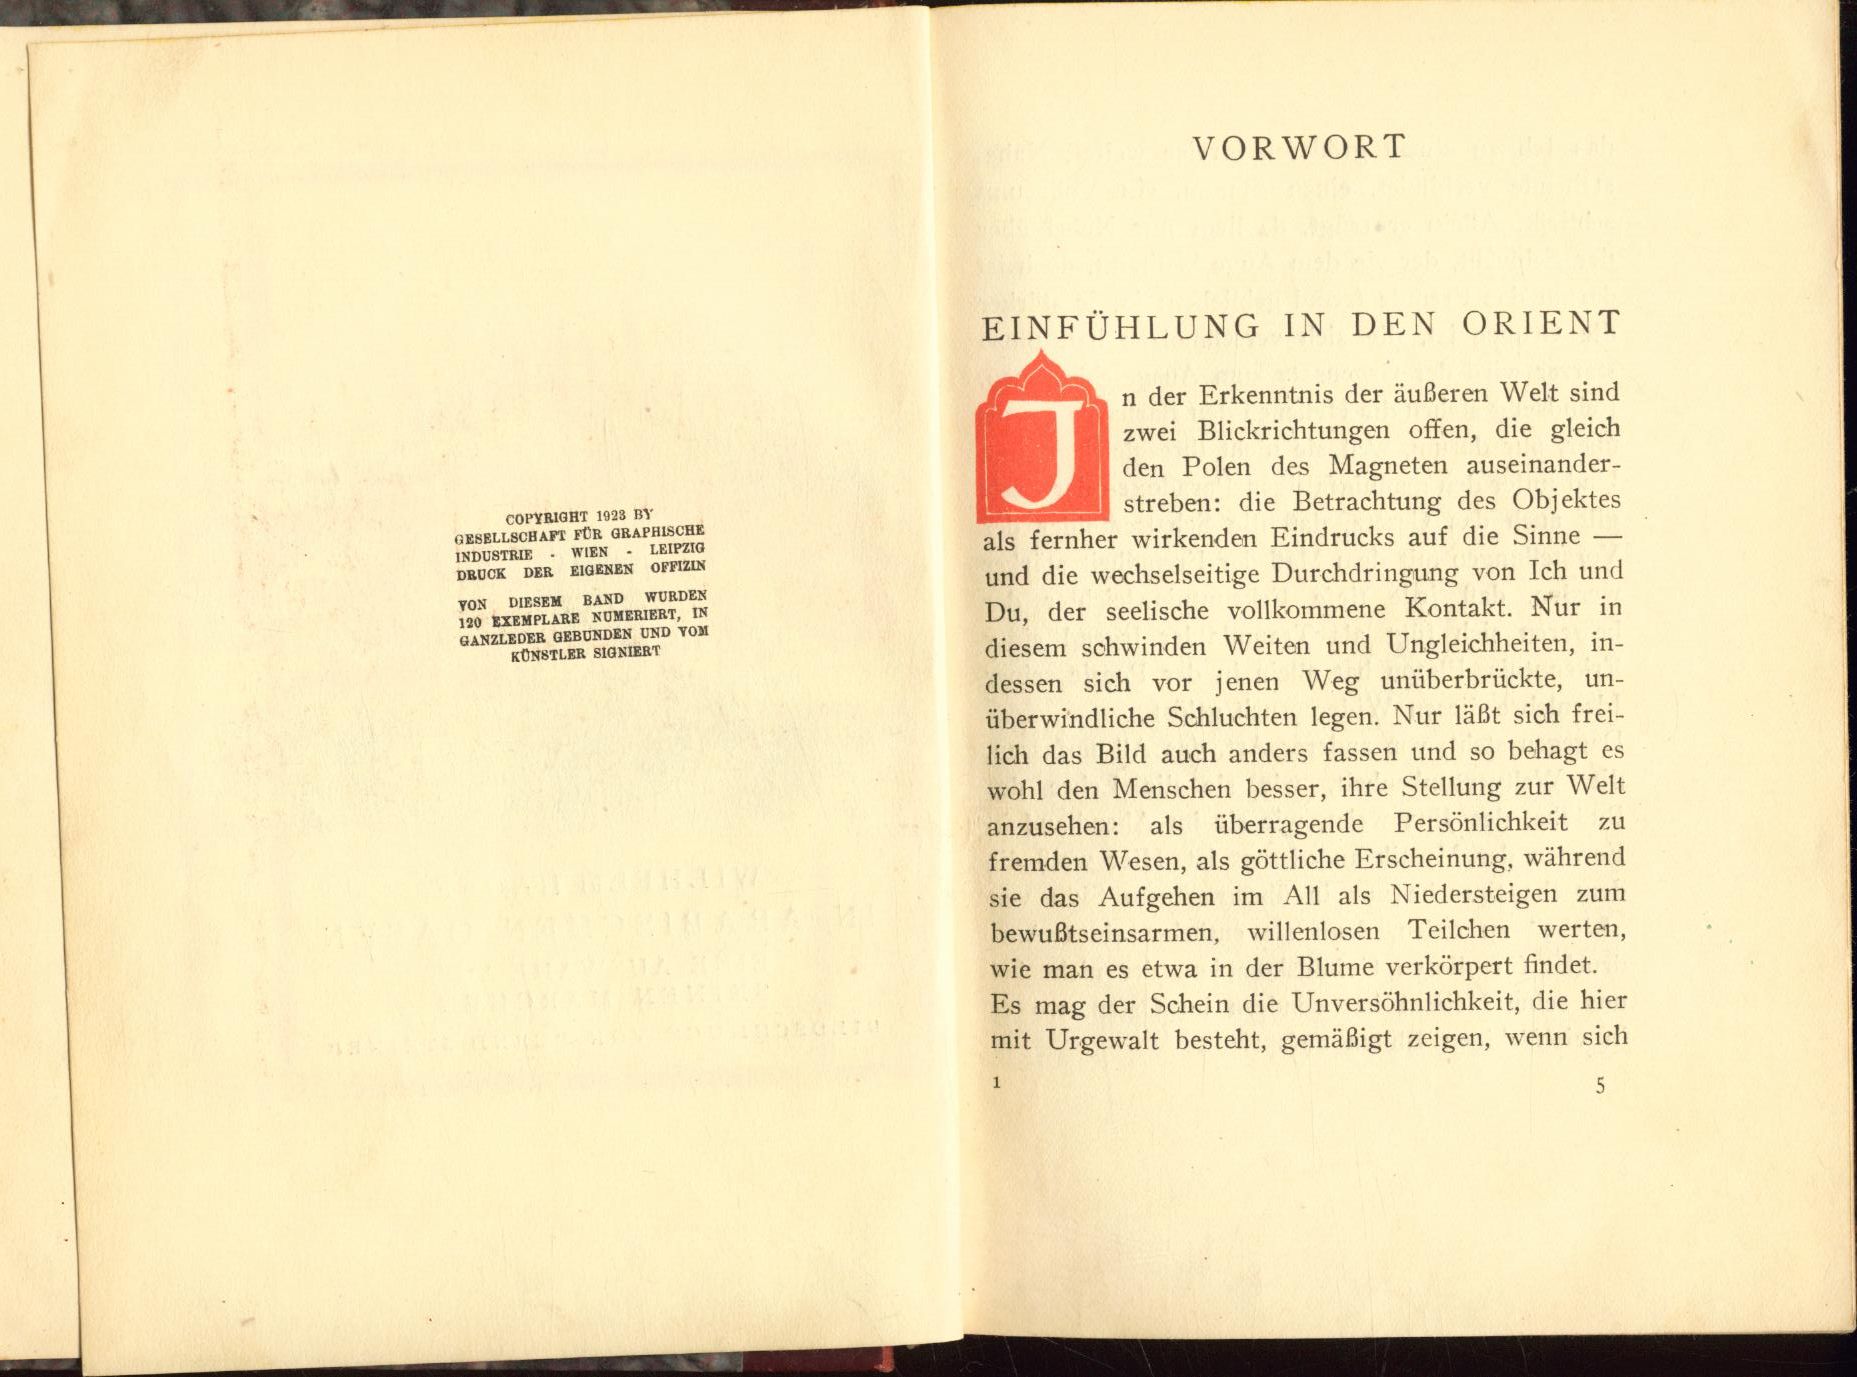 COPYRIGHT 1923 BY
GESELLSCHAFT FÜR GRAPHISCHE
INDUSTRIE - WIEN - LEIPZIG
DRUCK DER EIGENEN OFFIZIN
VON DIESEM BAND WURDEN
120 EXEMPLARE NUMERIERT, IN
GANZLEDER GEBUNDEN UND VOM
KÜNSTLER SIGNIERT
VORWORT
EINFÜHLUNG IN DEN ORIENT
Jn der Erkenntnis der äußeren Welt sind
zwei Blickrichtungen offen, die gleich
den Polen des Magneten auseinander-
streben: die Betrachtung des Objektes
als fernher wirkenden Eindrucks auf die Sinne —
und die wechselseitige Durchdringung von Ich und
Du, der seelische vollkommene Kontakt. Nur in
diesem schwinden Weiten und Ungleichheiten, in-
dessen sich vor jenen Weg unüberbrückte, un-
überwindliche Schluchten legen. Nur läßt sich frei-
lich das Bild auch anders fassen und so behagt es
wohl den Menschen besser, ihre Stellung zur Welt
anzusehen: als überragende Persönlichkeit zu
fremden Wesen, als göttliche Erscheinung, während
sie das Aufgehen im All als Niedersteigen zum
bewußtseinsarmen, willenlosen Teilchen werten,
wie man es etwa in der Blume verkörpert findet.
Es mag der Schein die Unversöhnlichkeit, die hier
mit Urgewalt besteht, gemäßigt zeigen, wenn sich
1 5